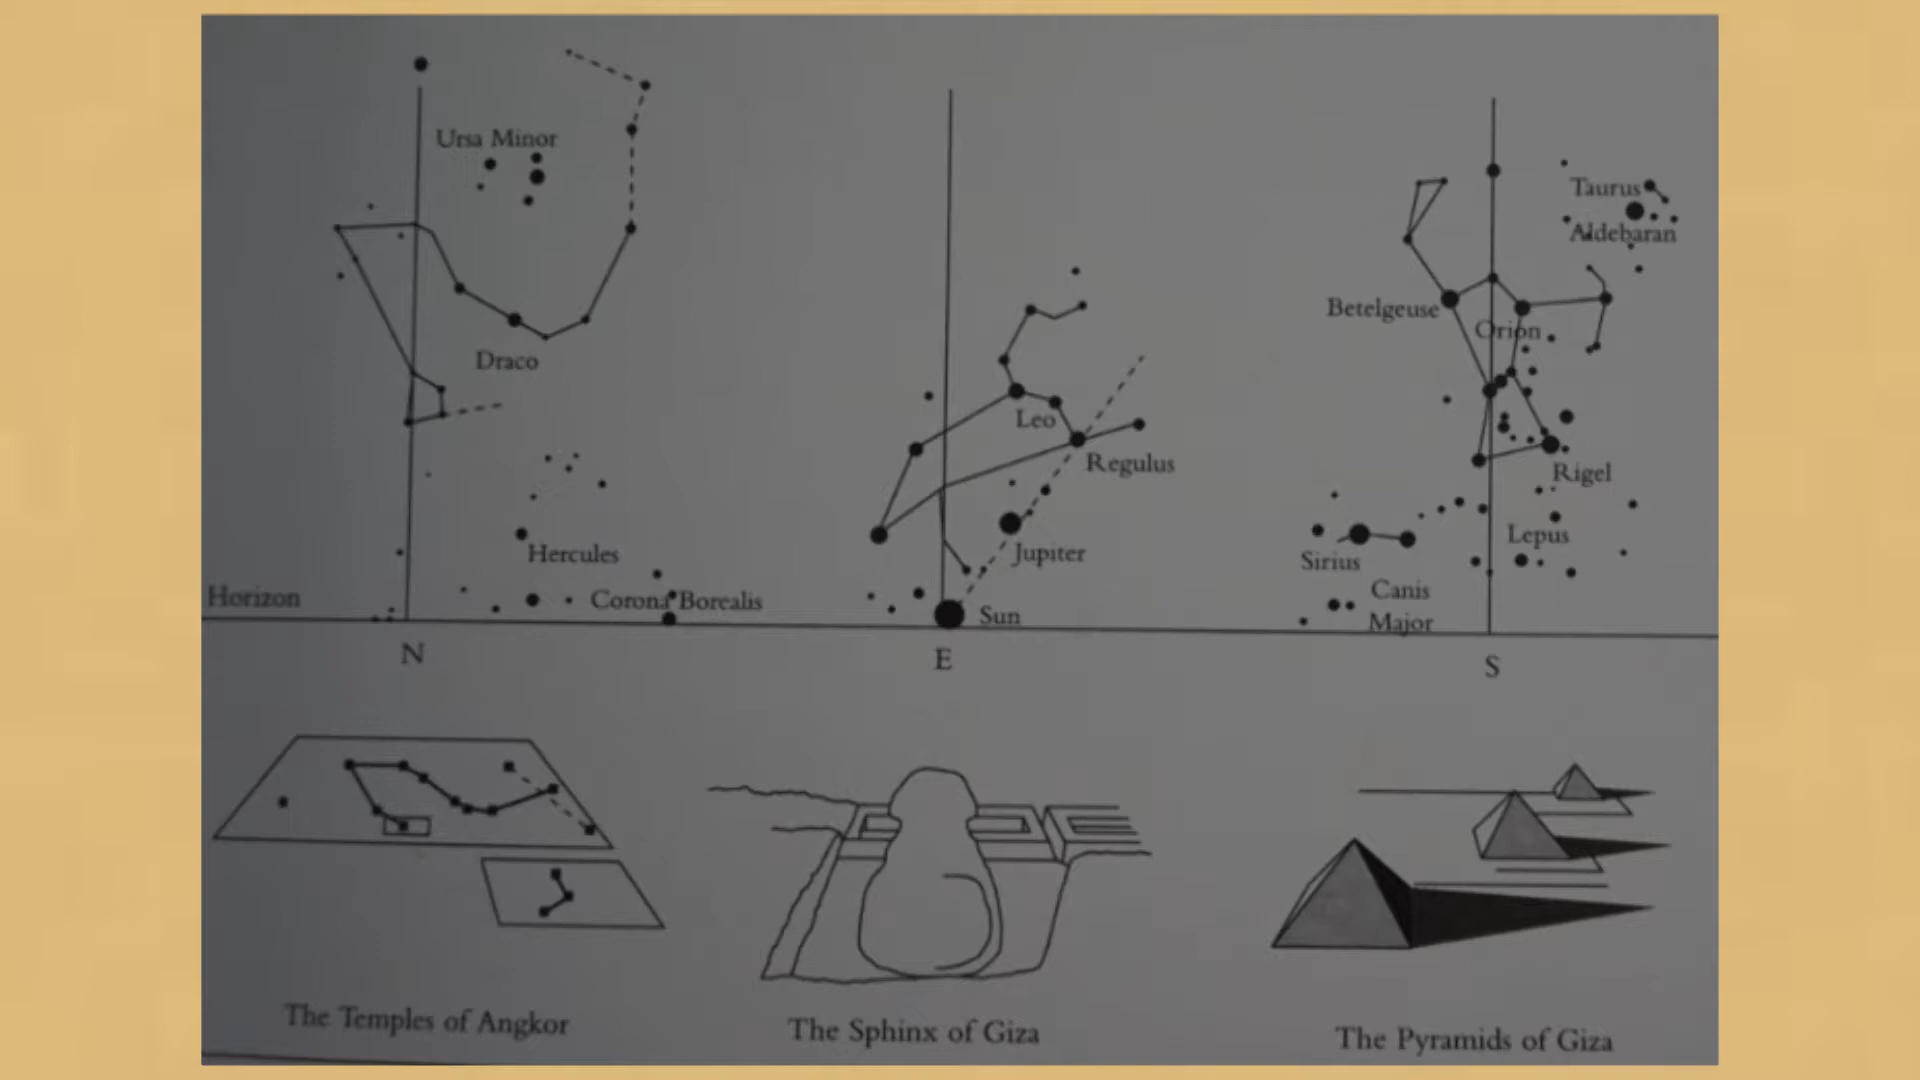 Ursa Minor
Draco
Hercules
Corona Borealis
Horizon
N
Leo
Regulus
Jupiter
Sun
E
Taurus
Aldebaran
Betelgeuse
Orion
Rigel
Lepus
Sirius
Canis
Major
S
The Temples of Angkor
The Sphinx of Giza
The Pyramids of Giza